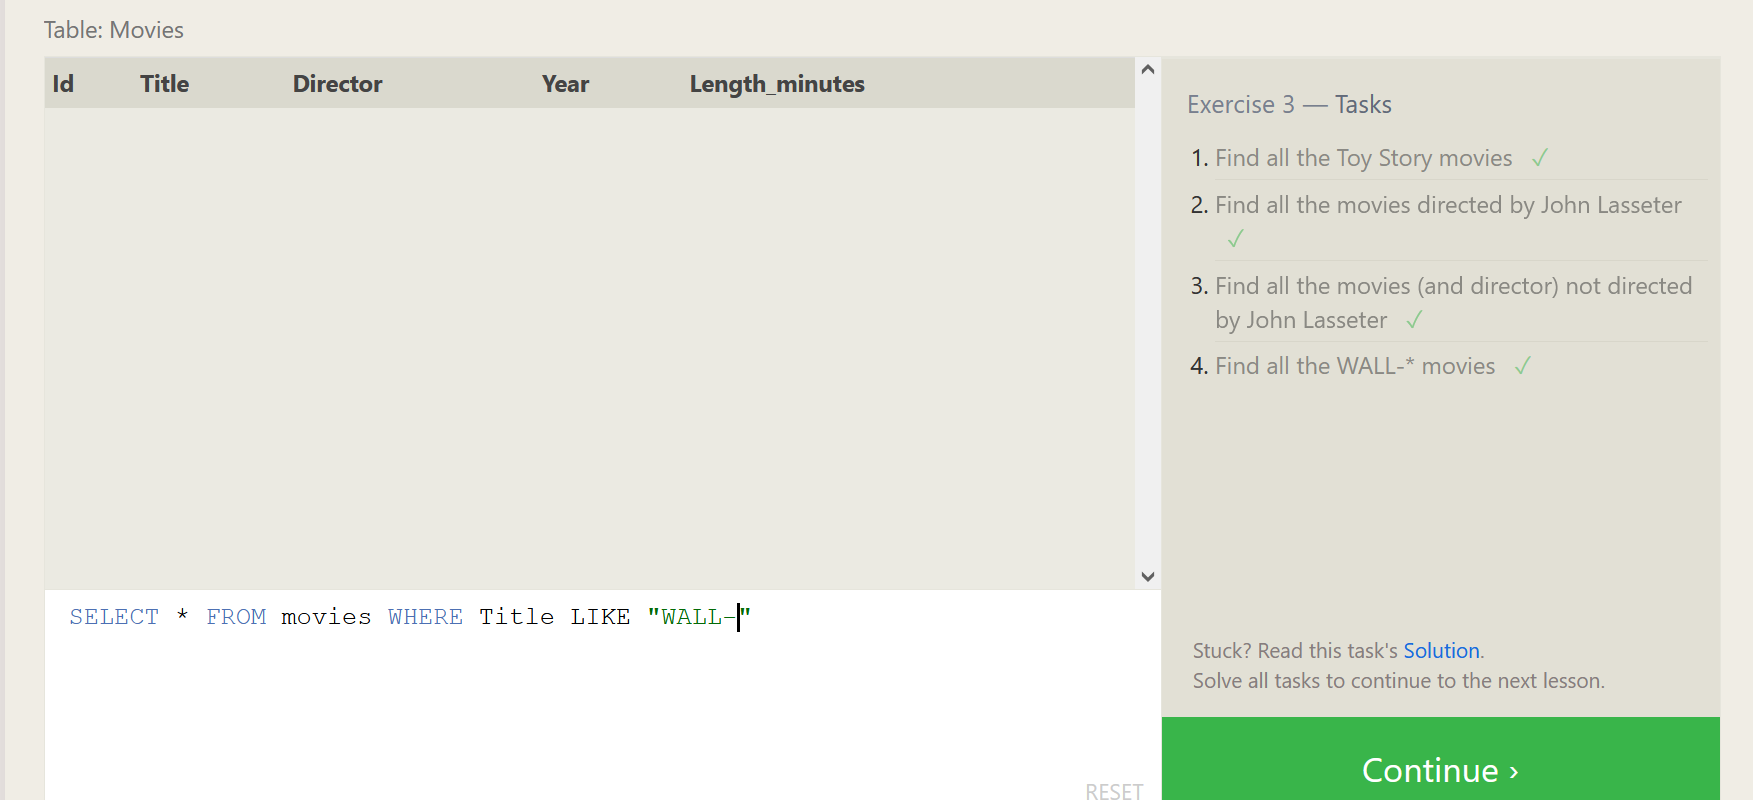 Table: Movies
Id Title Director Year Length_minutes
SELECT * FROM movies WHERE Title LIKE "WALL-"
RESET
Exercise 3 — Tasks
1. Find all the Toy Story movies ✓
2. Find all the movies directed by John Lasseter
✓
3. Find all the movies (and director) not directed
by John Lasseter ✓
4. Find all the WALL-* movies ✓
Stuck? Read this task's Solution.
Solve all tasks to continue to the next lesson.
Continue ›